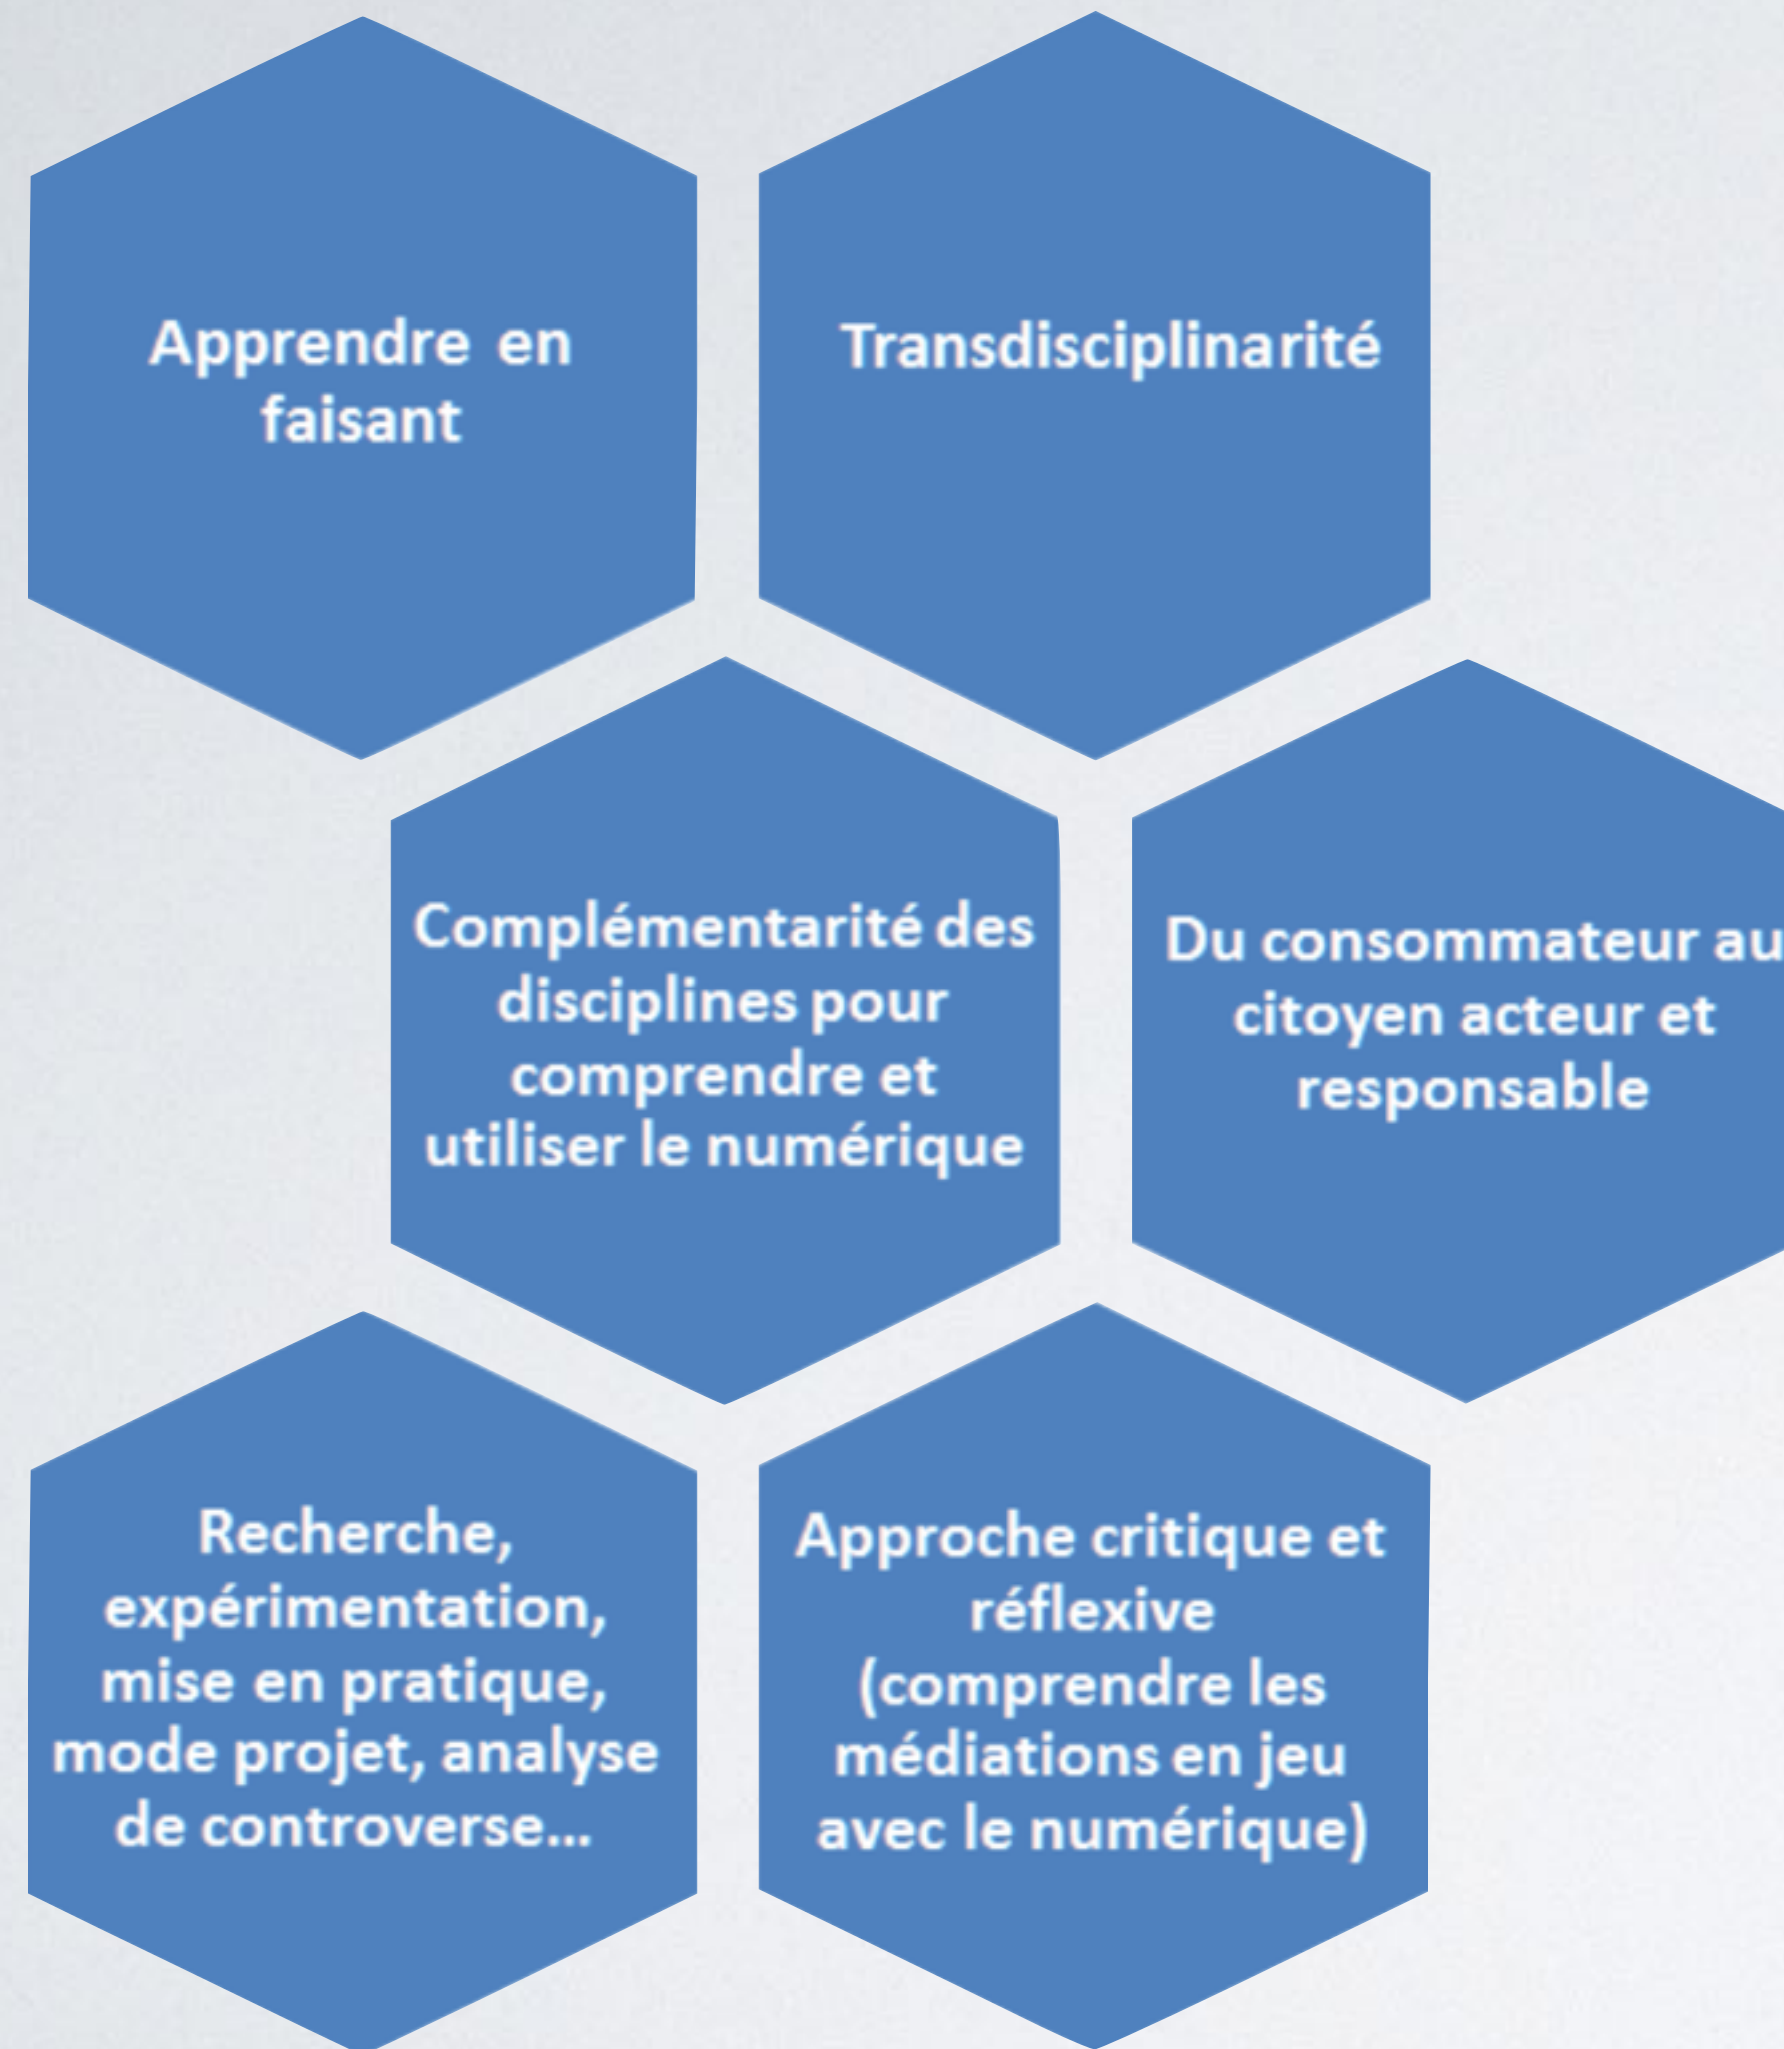 Apprendre en
faisant
Transdisciplinarité
Complémentarité des
disciplines pour
comprendre et
utiliser le numérique
Du consommateur au
citoyen acteur et
responsable
Recherche,
expérimentation,
mise en pratique,
mode projet, analyse
de controverse...
Approche critique et
réflexive
(comprendre les
médiations en jeu
avec le numérique)